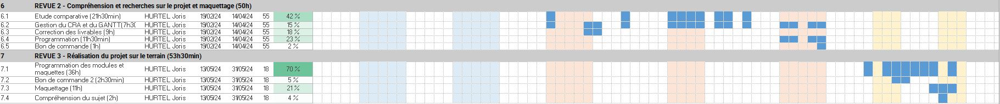 6 REVUE 2 - Compréhension et recherches sur le projet et maquettage (50h)
6.1 Etude comparative (21h30min) HURTEL Joris 19/02/24 14/04/24 55 42 %
6.2 Gestion du CRA et du GANTT(7h30 HURTEL Joris 19/02/24 14/04/24 55 15 %
6.3 Correction des livrables (9h) HURTEL Joris 19/02/24 14/04/24 55 18 %
6.4 Programmation (11h30min) HURTEL Joris 19/02/24 14/04/24 55 23 %
6.5 Bon de commande (1h) HURTEL Joris 19/02/24 14/04/24 55 2 %
7 REVUE 3 - Réalisation du projet sur le terrain (53h30min)
7.1 Programmation des modules et
maquettes (36h) HURTEL Joris 13/05/24 31/05/24 18 70 %
7.2 Bon de commande 2 (2h30min) HURTEL Joris 13/05/24 31/05/24 18 5 %
7.3 Maquettage (11h) HURTEL Joris 13/05/24 31/05/24 18 21 %
7.4 Compréhension du sujet (2h) HURTEL Joris 13/05/24 31/05/24 18 4 %